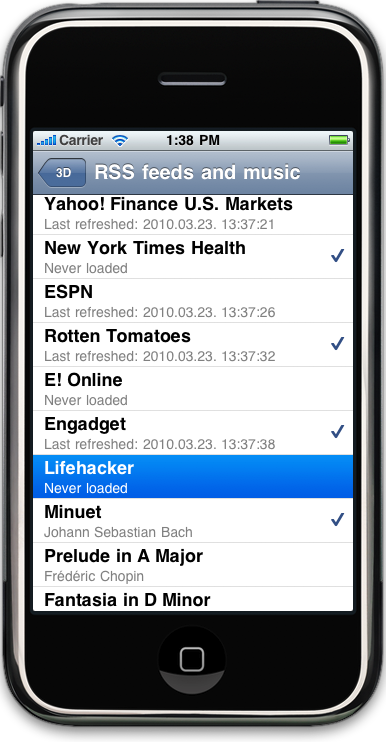 Carrier 1:38 PM
3D RSS feeds and music
Yahoo! Finance U.S. Markets
Last refreshed: 2010.03.23. 13:37:21
New York Times Health
Never loaded
ESPN
Last refreshed: 2010.03.23. 13:37:26
Rotten Tomatoes
Last refreshed: 2010.03.23. 13:37:32
E! Online
Never loaded
Engadget
Last refreshed: 2010.03.23. 13:37:38
Lifehacker
Never loaded
Minuet
Johann Sebastian Bach
Prelude in A Major
Frédéric Chopin
Fantasia in D Minor